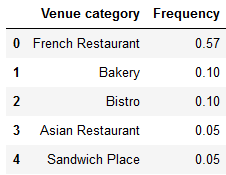 Venue category Frequency
0 French Restaurant 0.57
1 Bakery 0.10
2 Bistro 0.10
3 Asian Restaurant 0.05
4 Sandwich Place 0.05